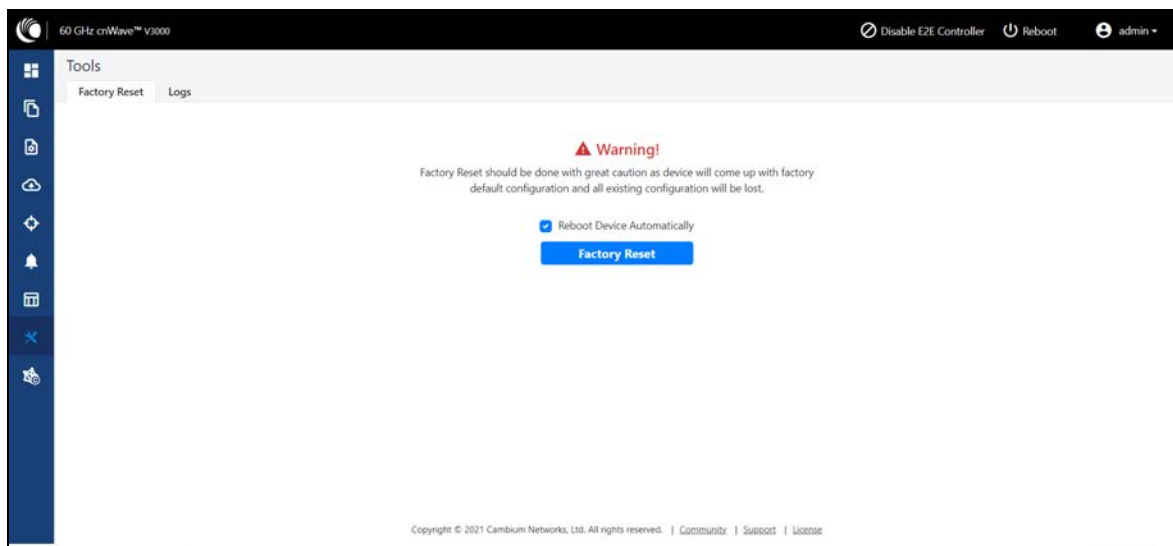 60 GHz cnWave™ V3000
Disable E2E Controller
Reboot
admin
Tools
Factory Reset
Logs
Warning!
Factory Reset should be done with great caution as device will come up with factory
default configuration and all existing configuration will be lost.
Reboot Device Automatically
Factory Reset
Copyright © 2021 Cambium Networks, Ltd. All rights reserved. | Community | Support | License